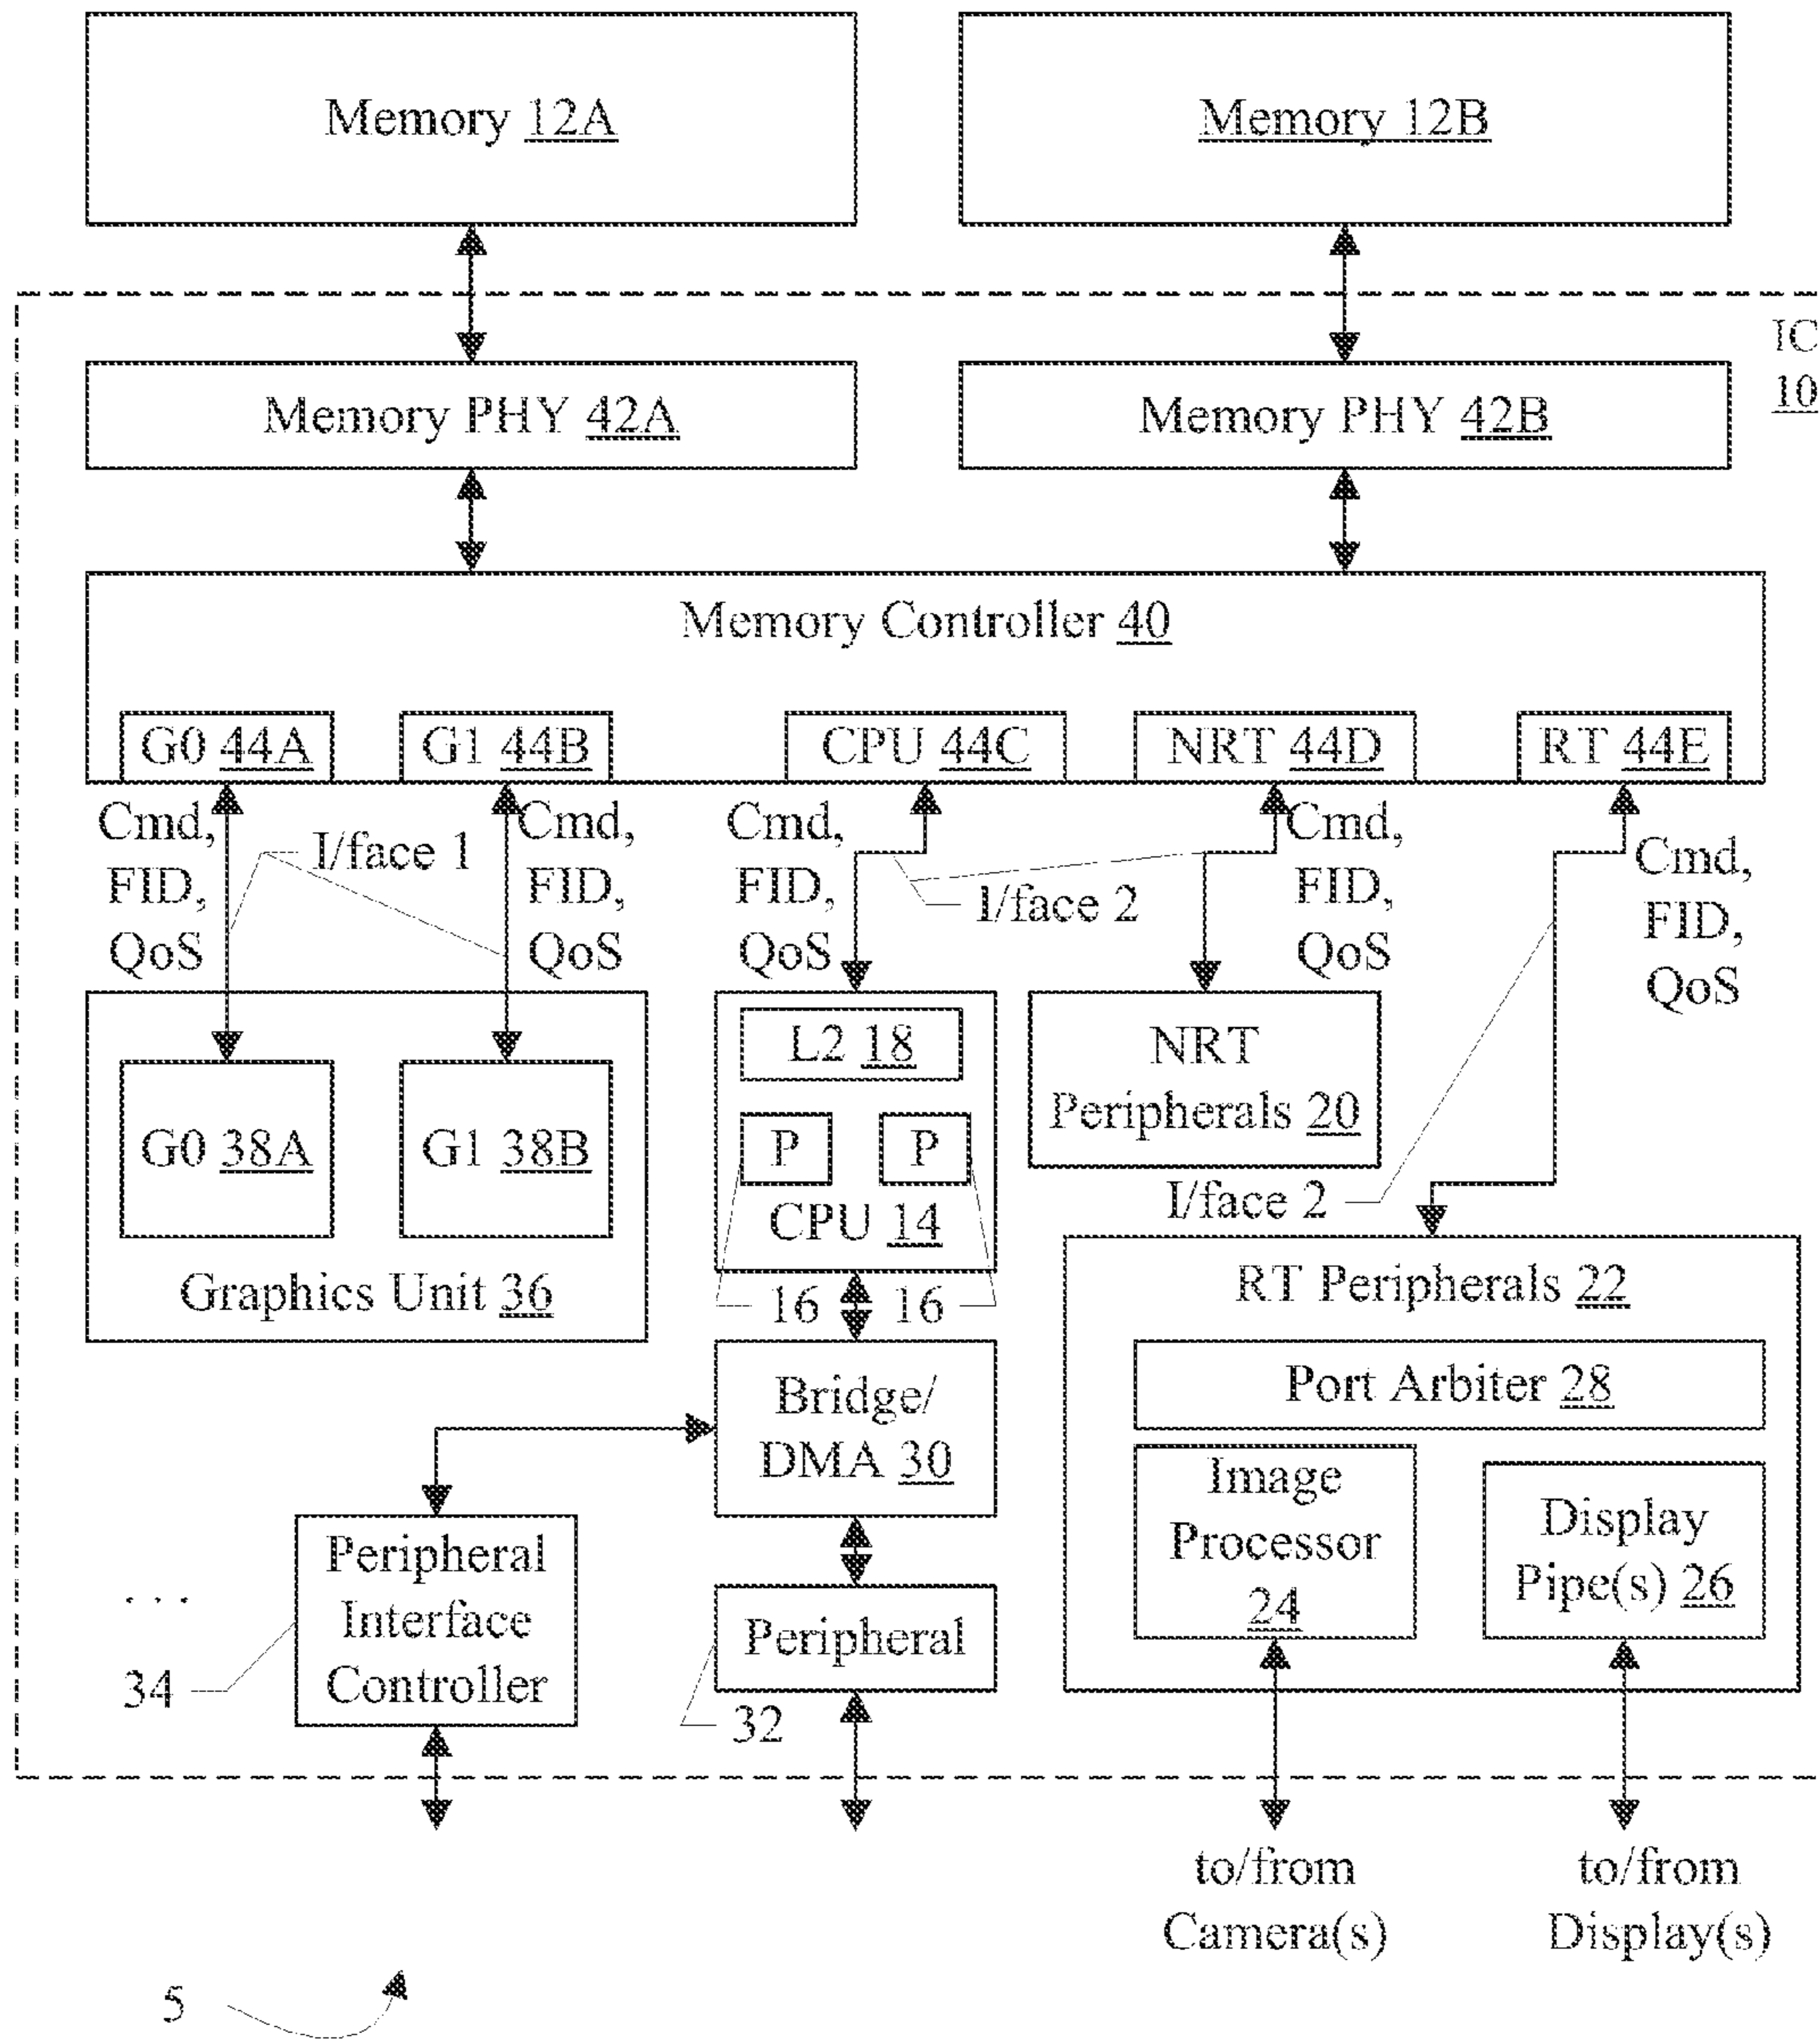 Memory 12A
Memory 12B
IC
10
Memory PHY 42A
Memory PHY 42B
Memory Controller 40
G0 44A
G1 44B
CPU 44C
NRT 44D
RT 44E
Cmd,
FID,
QoS
I/face 1
Cmd,
FID,
QoS
Cmd,
FID,
QoS
I/face 2
Cmd,
FID,
QoS
Cmd,
FID,
QoS
G0 38A
G1 38B
Graphics Unit 36
L2 18
P
P
CPU 14
16
16
NRT
Peripherals 20
I/face 2
RT Peripherals 22
Port Arbiter 28
Image
Processor
24
Display
Pipe(s) 26
Bridge/
DMA 30
Peripheral
Interface
Controller
. . .
34
Peripheral
32
to/from
Camera(s)
to/from
Display(s)
5